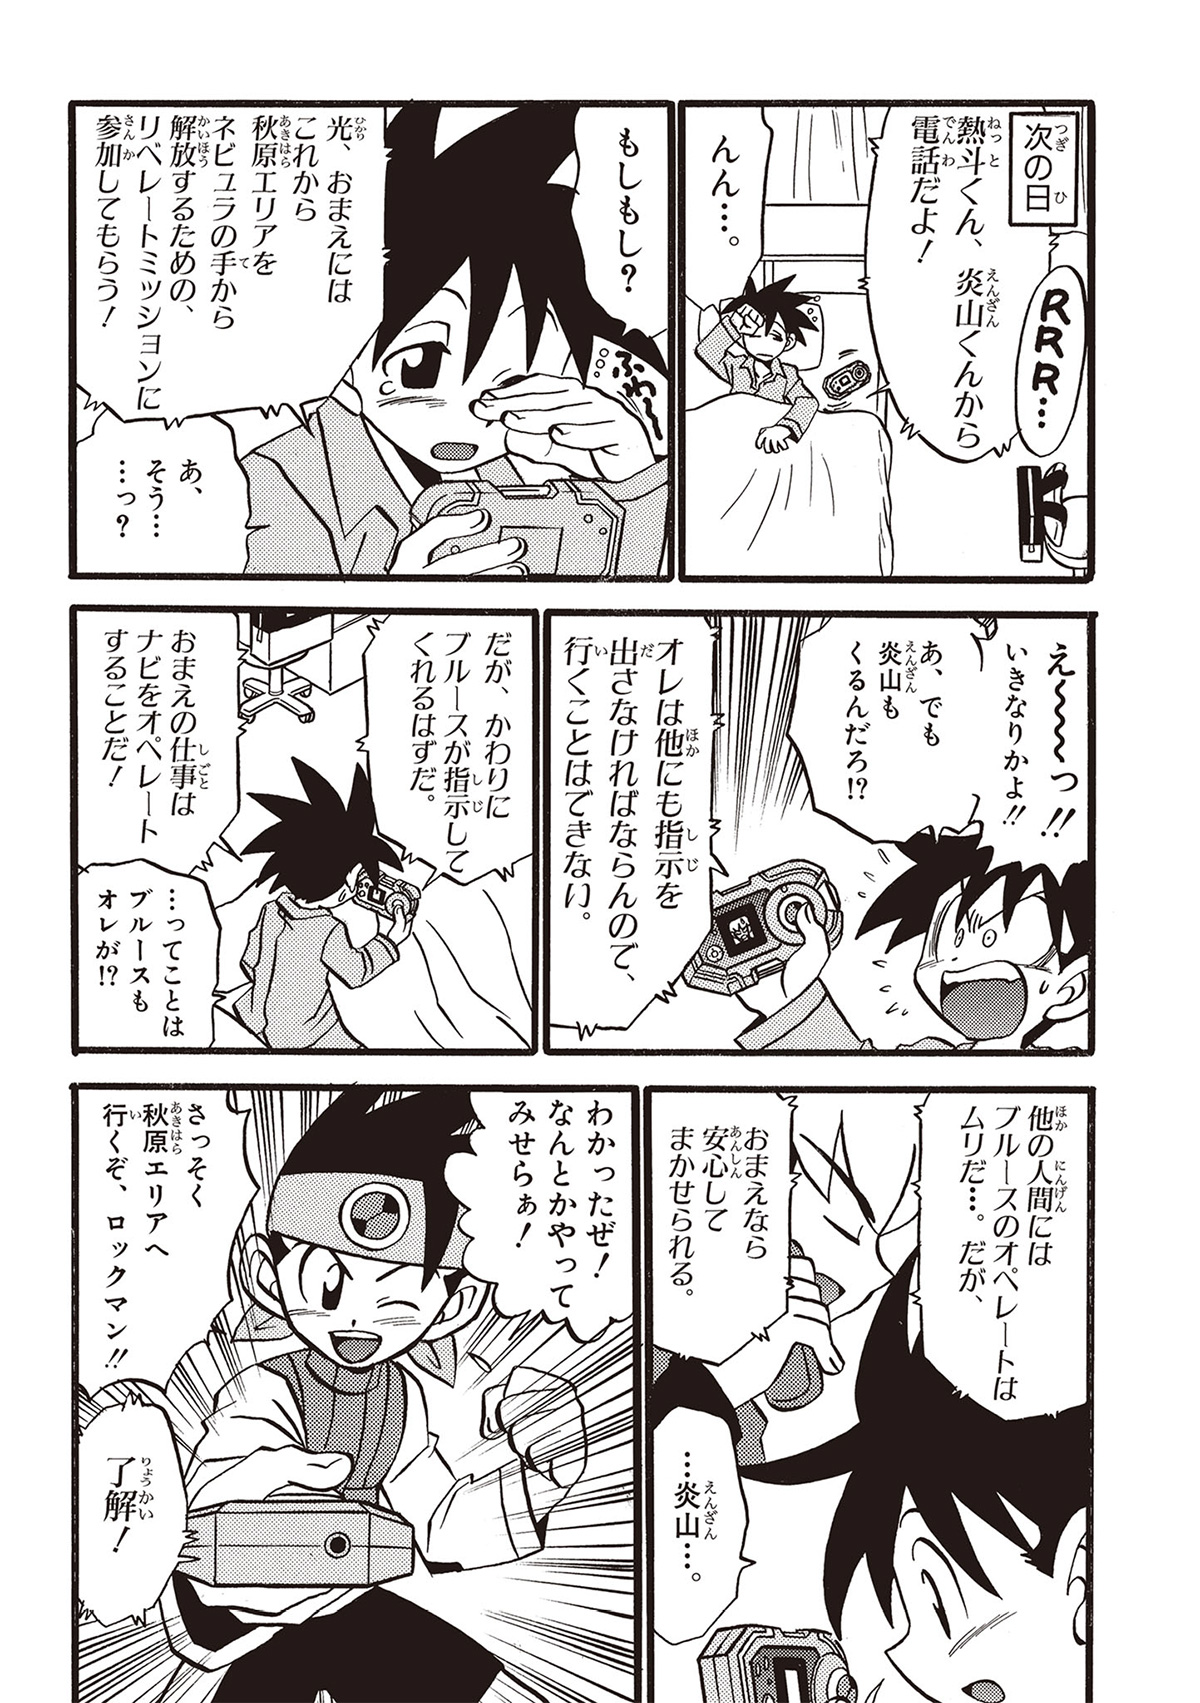 次の日
RRR…
熱斗くん、炎山くんから
電話だよ！
んん…。
もしもし？
ふわ〜
光、おまえには
これから
秋原エリアを
ネビュラの手から
解放するための、
リベレートミッションに
参加してもらう！
あ、
そう…
…っ？
え〜〜〜っ!!
いきなりかよ!!
あ、でも
炎山も
くるんだろ!?
オレは他にも指示を
出さなければならんので、
行くことはできない。
だが、かわりに
ブルースが指示して
くれるはずだ。
おまえの仕事は
ナビをオペレート
することだ！
…ってことは
ブルースも
オレが!?
他の人間には
ブルースのオペレートは
ムリだ…。だが、
おまえなら
安心して
まかせられる。
…炎山…。
わかったぜ！
なんとかやって
みせらぁ！
さっそく
秋原エリアへ
行くぞ、ロックマン!!
了解！